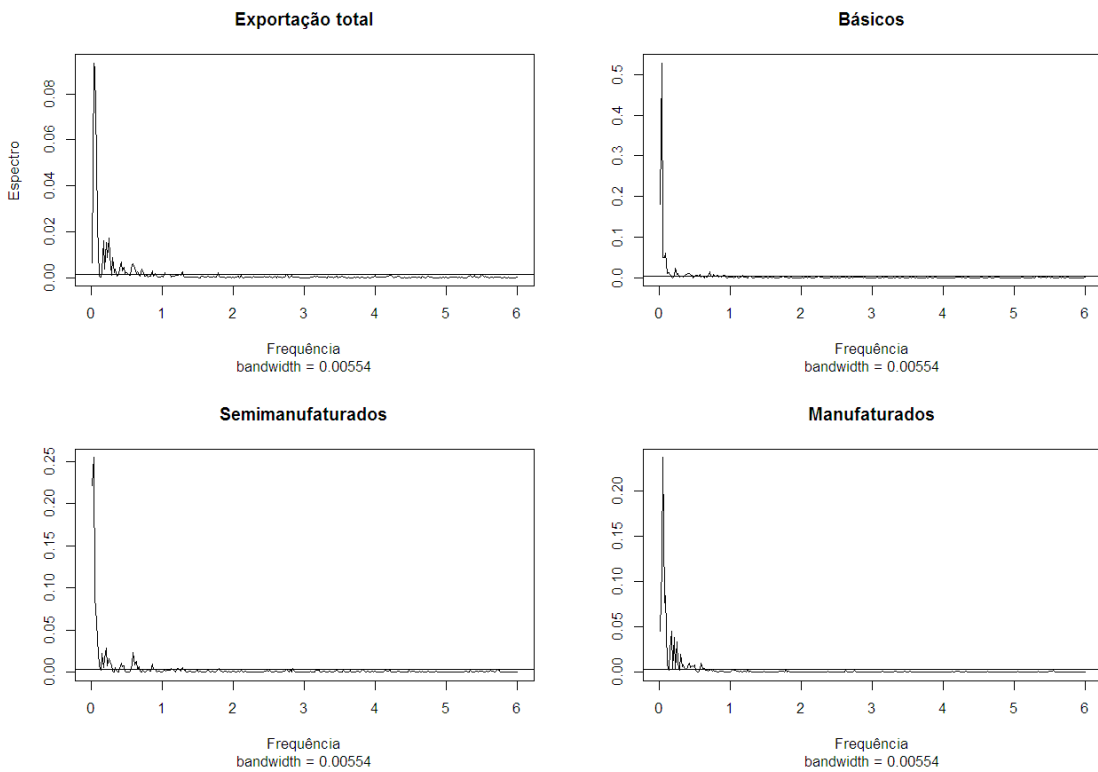 Exportação total
Espectro
0.00 0.02 0.04 0.06 0.08
0 1 2 3 4 5 6
Frequência
bandwidth = 0.00554
Básicos
0.0 0.1 0.2 0.3 0.4 0.5
0 1 2 3 4 5 6
Frequência
bandwidth = 0.00554
Semimanufaturados
0.00 0.05 0.10 0.15 0.20 0.25
0 1 2 3 4 5 6
Frequência
bandwidth = 0.00554
Manufaturados
0.00 0.05 0.10 0.15 0.20
0 1 2 3 4 5 6
Frequência
bandwidth = 0.00554